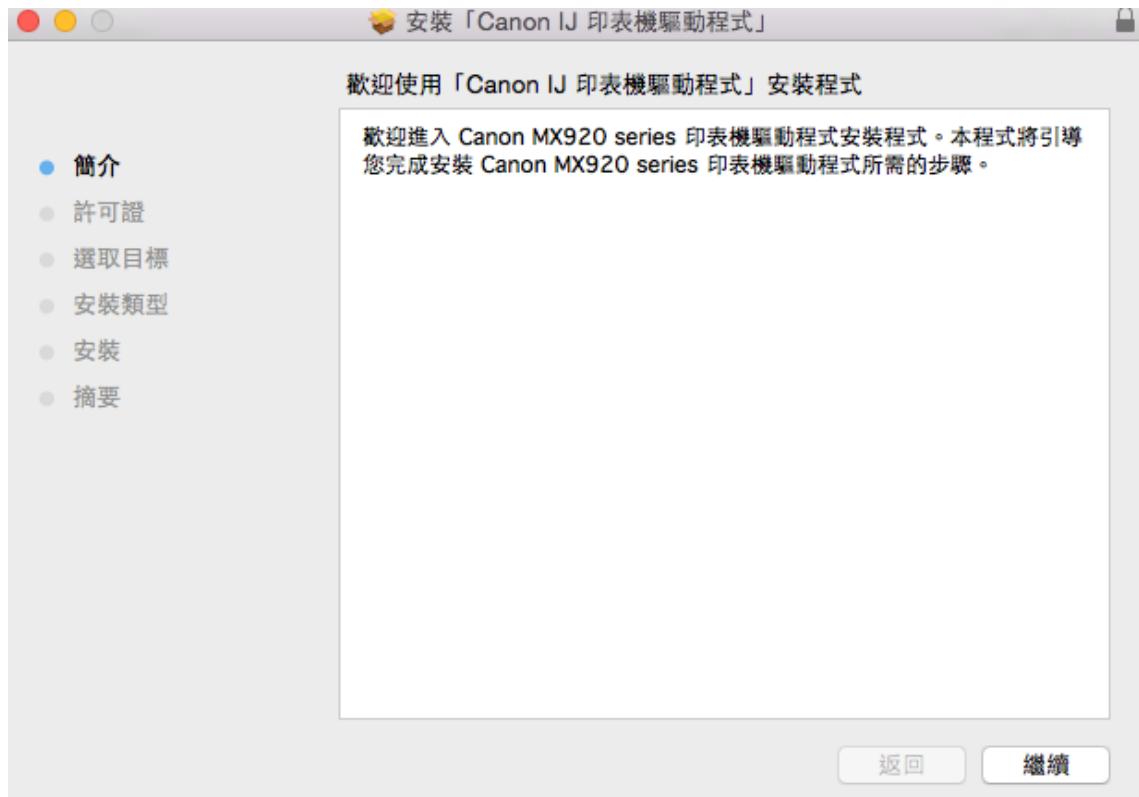 安裝「Canon IJ 印表機驅動程式」
歡迎使用「Canon IJ 印表機驅動程式」安裝程式
簡介
許可證
選取目標
安裝類型
安裝
摘要
歡迎進入 Canon MX920 series 印表機驅動程式安裝程式。本程式將引導
您完成安裝 Canon MX920 series 印表機驅動程式所需的步驟。
返回
繼續